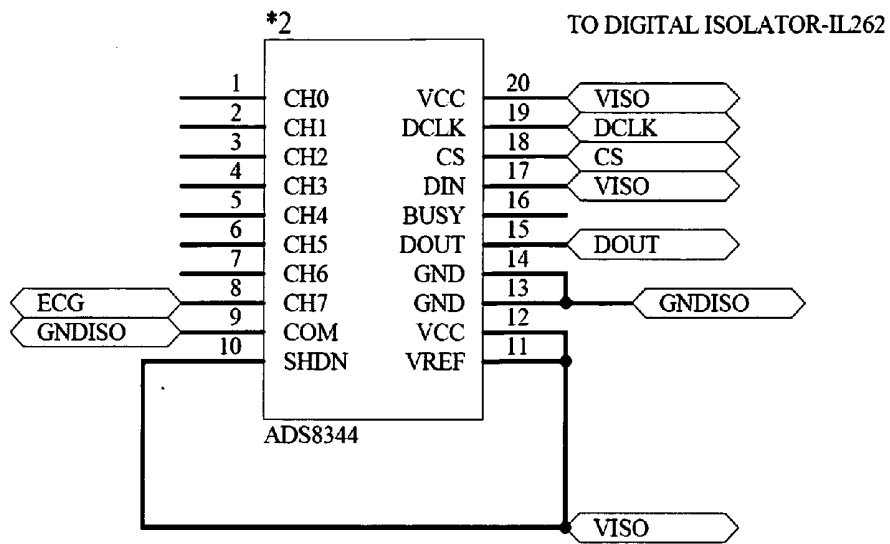 *2
TO DIGITAL ISOLATOR-IL262
1 CH0 VCC 20 VISO
2 CH1 DCLK 19 DCLK
3 CH2 CS 18 CS
4 CH3 DIN 17 VISO
5 CH4 BUSY 16
6 CH5 DOUT 15 DOUT
7 CH6 GND 14
ECG 8 CH7 GND 13 GNDISO
GNDISO 9 COM VCC 12
10 SHDN VREF 11
ADS8344
VISO